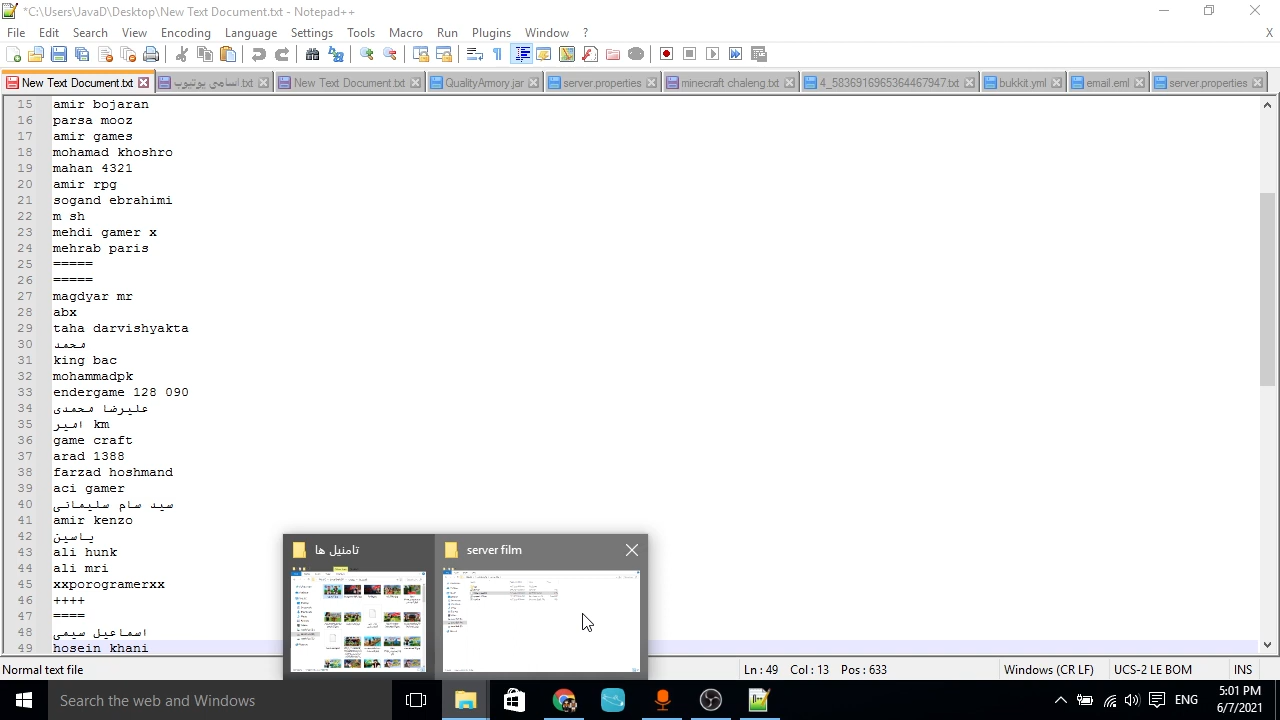 *C:\Users\JavaD\Desktop\New Text Document.txt - Notepad++
File Edit Search View Encoding Language Settings Tools Macro Run Plugins Window ? X
New Text Document.txt اسامی یوتیوب.txt New Text Document.txt QualityArmory.jar server.properties minecraft chaleng.txt 4_5836916965364467947.txt bukkit.yml email.eml server.properties
15 amir bojaran
16 parsa mooz
17 amir games
18 mohamad khoshro
19 mahan 4321
20 amir rpg
21 sogand ebrahimi
22 m sh
23 mehdi gamer x
24 mehrab paris
25 =====
26 =====
27 magdyar mr
28 abx
29 taha darvishyakta
30 محمد
31 king bac
32 mohammadpk
33 endergame 128 090
34 علیرضا محمدی
35 امیر km
36 game craft
37 arad 1388
38 farzad hoshmand
39 aci gamer
40 سید سام سلیمانی
41 amir kenzo
42 یاسین
43 ali hunk
44 ali mri
45 xxprogramerxx
46 ++++
47
48 اسماعیل
49 hosein kiani
تامنیل ها
server film
Normal text file Ln : 49 Col : 13 Pos : 635 Windows (CR LF) UCS-2 LE BOM INS
Search the web and Windows
ENG
5:01 PM
6/7/2021